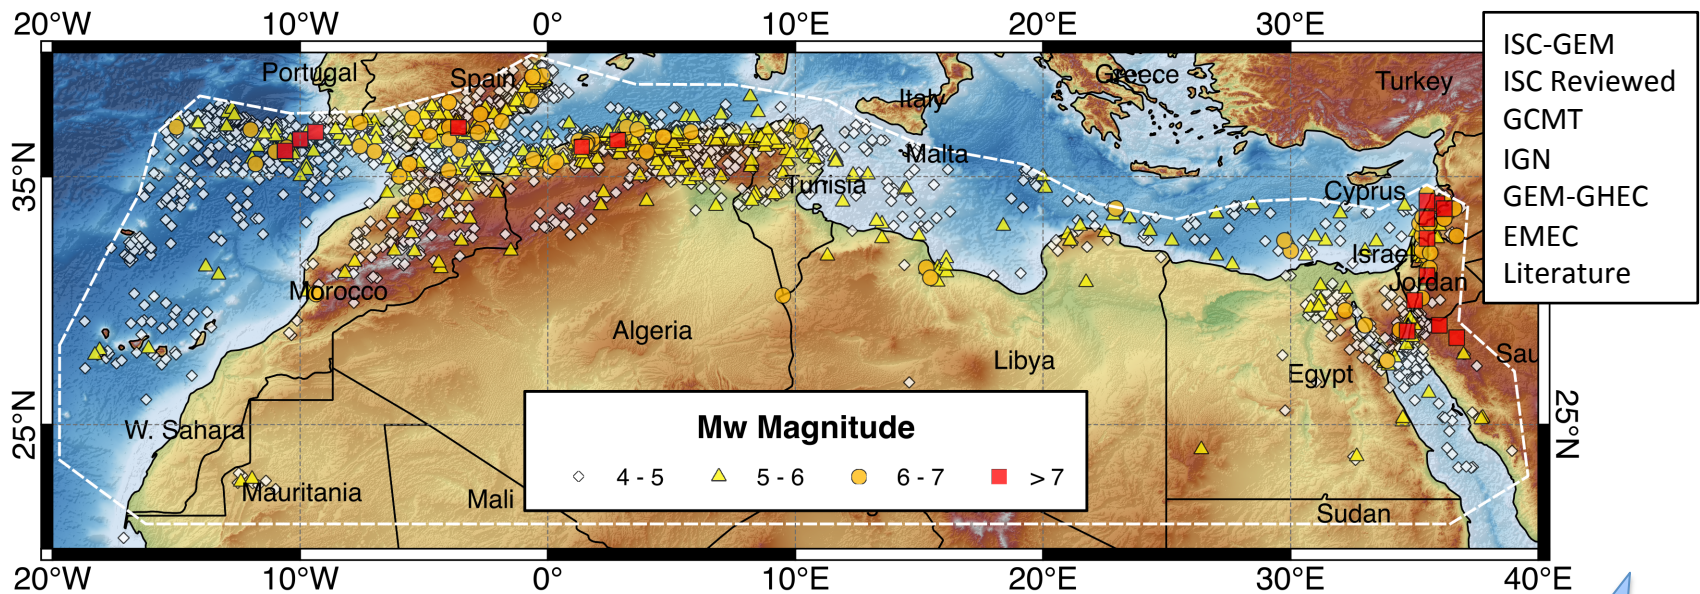 20°W 10°W 0° 10°E 20°E 30°E
ISC-GEM
ISC Reviewed
GCMT
IGN
GEM-GHEC
EMEC
Literature
Portugal
Spain
Italy
Greece
Turkey
35°N
Malta
Tunisia
Cyprus
Israel
Jordan
Morocco
Algeria
Libya
Egypt
Sau
25°N
25°N
W. Sahara
Mauritania
Mali
Sudan
Mw Magnitude
4 - 5 5 - 6 6 - 7 > 7
20°W 10°W 0° 10°E 20°E 30°E 40°E